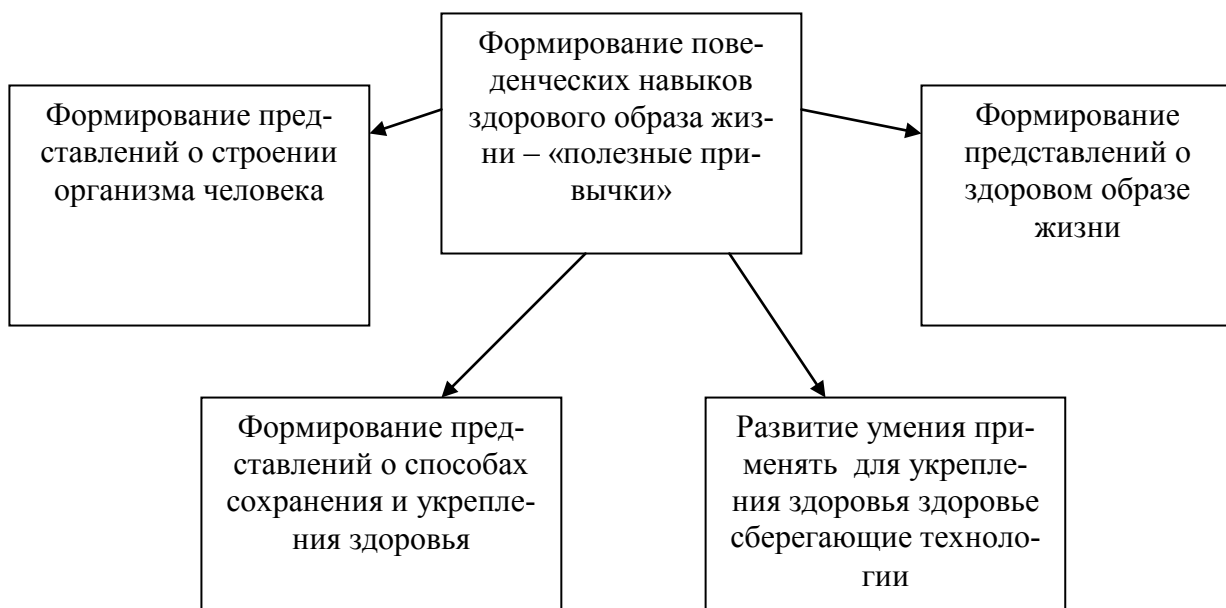 Формирование пове-
денческих навыков
здорового образа жиз-
ни – «полезные при-
вычки»
Формирование пред-
ставлений о строении
организма человека
Формирование
представлений о
здоровом образе
жизни
Формирование пред-
ставлений о способах
сохранения и укрепле-
ния здоровья
Развитие умения при-
менять для укрепле-
ния здоровья здоровье
сберегающие техноло-
гии